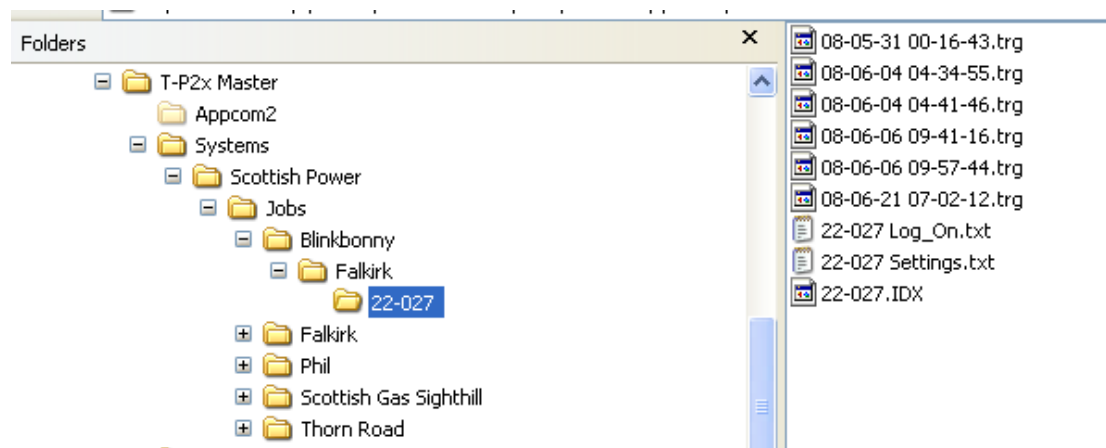 Folders
T-P2x Master
Appcom2
Systems
Scottish Power
Jobs
Blinkbonny
Falkirk
22-027
Falkirk
Phil
Scottish Gas Sighthill
Thorn Road
08-05-31 00-16-43.trg
08-06-04 04-34-55.trg
08-06-04 04-41-46.trg
08-06-06 09-41-16.trg
08-06-06 09-57-44.trg
08-06-21 07-02-12.trg
22-027 Log_On.txt
22-027 Settings.txt
22-027.IDX